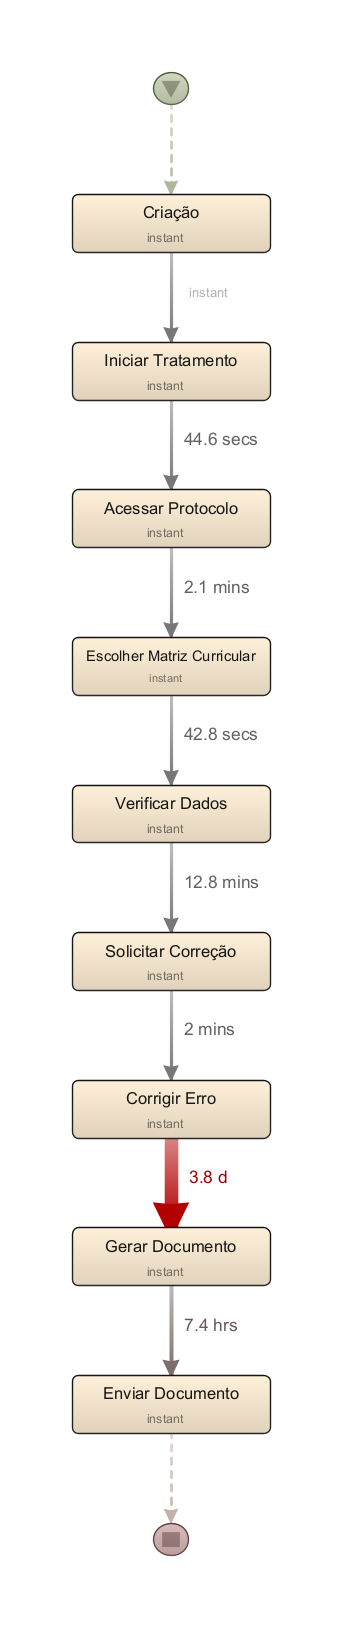 Criação
instant
instant
Iniciar Tratamento
instant
44.6 secs
Acessar Protocolo
instant
2.1 mins
Escolher Matriz Curricular
instant
42.8 secs
Verificar Dados
instant
12.8 mins
Solicitar Correção
instant
2 mins
Corrigir Erro
instant
3.8 d
Gerar Documento
instant
7.4 hrs
Enviar Documento
instant